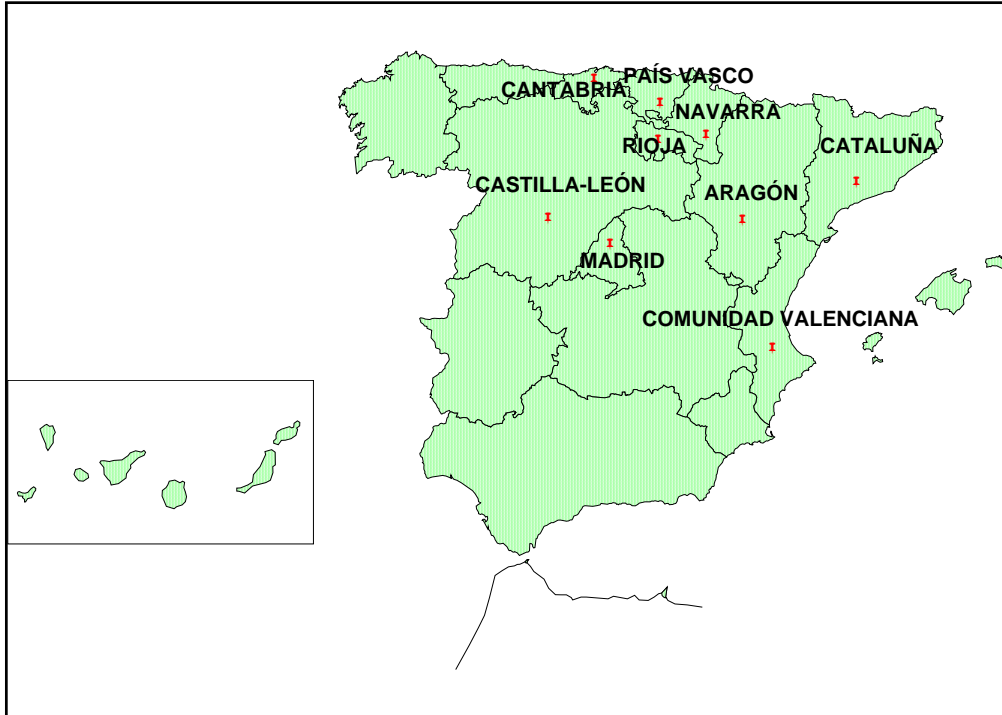 PAÍS VASCO
CANTABRIA
NAVARRA
RIOJA
CATALUÑA
CASTILLA-LEÓN
ARAGÓN
MADRID
COMUNIDAD VALENCIANA